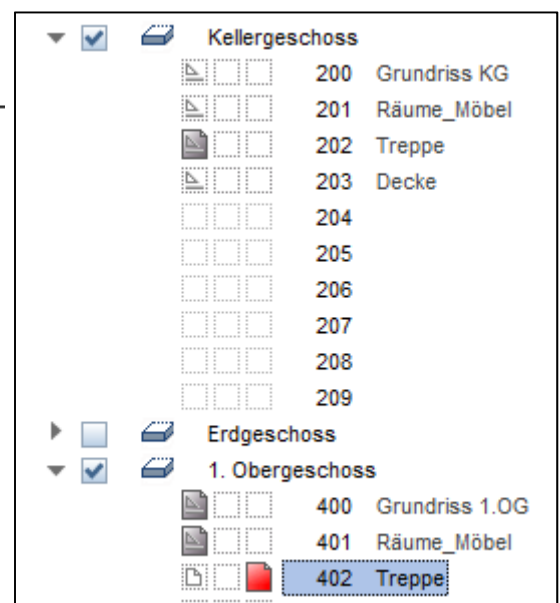 Kellergeschoss
200 Grundriss KG
201 Räume_Möbel
202 Treppe
203 Decke
204
205
206
207
208
209
Erdgeschoss
1. Obergeschoss
400 Grundriss 1.OG
401 Räume_Möbel
402 Treppe